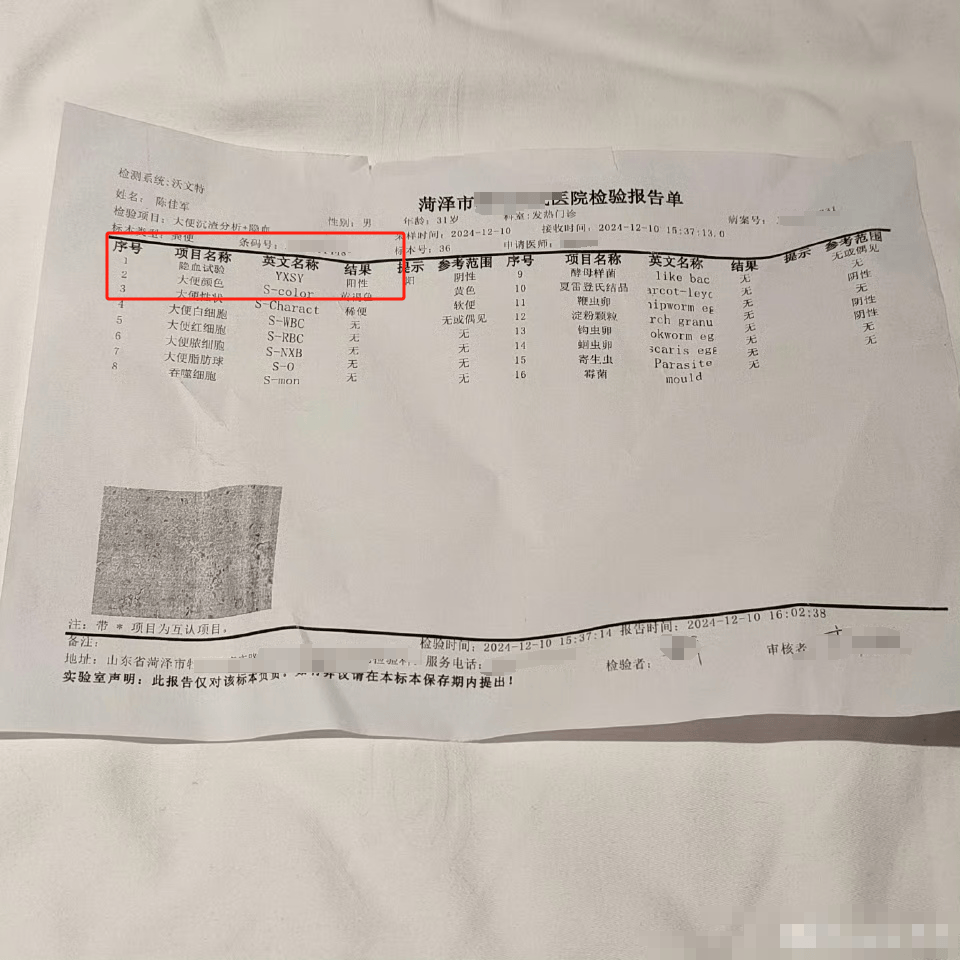 检测系统:沃文特
菏泽市 医院检验报告单
姓名: 陈佳军 性别: 男 年龄: 31岁 科室: 发热门诊 病案号:
检验项目: 大便沉渣分析+隐血 采样时间: 2024-12-10 接收时间: 2024-12-10 15:37:13.0
标本类型: 粪便 条码号: 标本号: 36 申请医师:
序号 项目名称 英文名称 结果 提示 参考范围 序号 项目名称 英文名称 结果 提示 参考范围
1 隐血试验 YXSY 阳性 阴性 9 酵母样菌 like bac 无 无或偶见
2 大便颜色 S-color 黄褐色 黄色 10 夏雷登氏结晶 arcot-leyc 无 无
3 大便性状 S-Charact 稀便 软便 11 鞭虫卵 nipworm eg 无 阴性
4 大便白细胞 S-WBC 无 无或偶见 12 淀粉颗粒 rch granu 无 无
5 大便红细胞 S-RBC 无 无 13 钩虫卵 okworm eg 无 阴性
6 大便脓细胞 S-NXB 无 无 14 蛔虫卵 scaris egg 无 阴性
7 大便脂肪球 S-O 无 无 15 寄生虫 Parasite 无 无
8 吞噬细胞 S-mon 无 无 16 霉菌 mould 无 无
注: 带 * 项目为互认项目,
备注: 检验时间: 2024-12-10 15:37:14 报告时间: 2024-12-10 16:02:38
地址: 山东省菏泽市牡 服务电话: 检验者: 审核者
实验室声明: 此报告仅对该标本负责, 如有异议请在本标本保存期内提出!